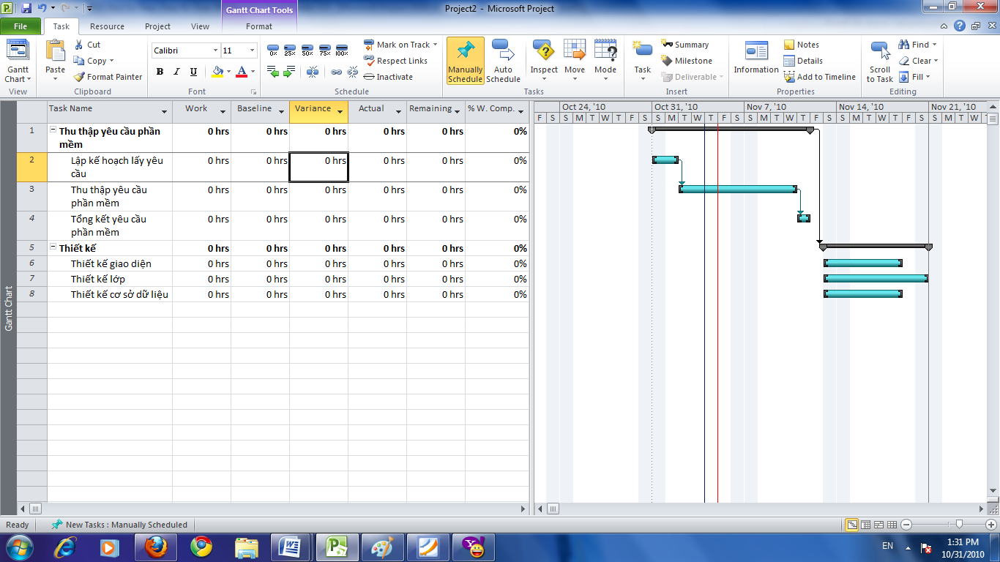 Gantt Chart Tools
Project2 - Microsoft Project
File Task Resource Project View Format
Gantt Chart
View
Paste
Cut
Copy
Format Painter
Clipboard
Calibri 11
B I U A
Font
0% 25% 50% 75% 100%
Mark on Track
Respect Links
Inactivate
Schedule
Manually Schedule
Auto Schedule
Inspect
Move
Mode
Tasks
Task
Summary
Milestone
Deliverable
Insert
Information
Notes
Details
Add to Timeline
Properties
Scroll to Task
Find
Clear
Fill
Editing
Gantt Chart
Task Name Work Baseline Variance Actual Remaining % W. Comp.
1 Thu thập yêu cầu phần 0 hrs 0 hrs 0 hrs 0 hrs 0 hrs 0%
mềm
2 Lập kế hoạch lấy yêu 0 hrs 0 hrs 0 hrs 0 hrs 0 hrs 0%
cầu
3 Thu thập yêu cầu 0 hrs 0 hrs 0 hrs 0 hrs 0 hrs 0%
phần mềm
4 Tổng kết yêu cầu 0 hrs 0 hrs 0 hrs 0 hrs 0 hrs 0%
phần mềm
5 Thiết kế 0 hrs 0 hrs 0 hrs 0 hrs 0 hrs 0%
6 Thiết kế giao diện 0 hrs 0 hrs 0 hrs 0 hrs 0 hrs 0%
7 Thiết kế lớp 0 hrs 0 hrs 0 hrs 0 hrs 0 hrs 0%
8 Thiết kế cơ sở dữ liệu 0 hrs 0 hrs 0 hrs 0 hrs 0 hrs 0%
Oct 24, '10 Oct 31, '10 Nov 7, '10 Nov 14, '10 Nov 21, '10
F S S M T W T F S S M T W T F S S M T W T F S S M T W T F S S M T W
Ready New Tasks : Manually Scheduled
EN
1:31 PM
10/31/2010